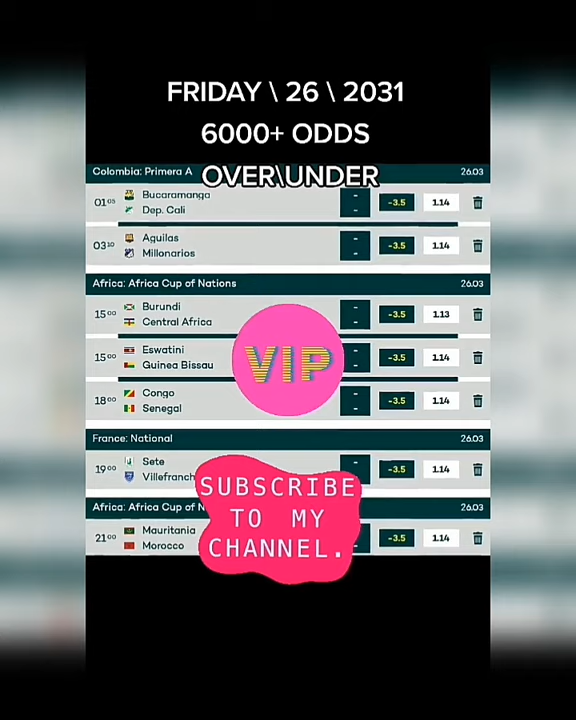 FRIDAY \ 26 \ 2031
6000+ ODDS
OVER\UNDER
Colombia: Primera A 26.03
01 05 Bucaramanga - -3.5 1.14
Dep. Cali -
03 10 Aguilas - -3.5 1.14
Millonarios -
Africa: Africa Cup of Nations 26.03
15 00 Burundi - -3.5 1.13
Central Africa -
15 00 Eswatini - -3.5 1.14
Guinea Bissau -
18 00 Congo - -3.5 1.14
Senegal -
VIP
France: National 26.03
19 00 Sete -3.5 1.14
Villefranch
SUBSCRIBE
TO MY
CHANNEL.
Africa: Africa Cup of N 26.03
21 00 Mauritania - -3.5 1.14
Morocco -